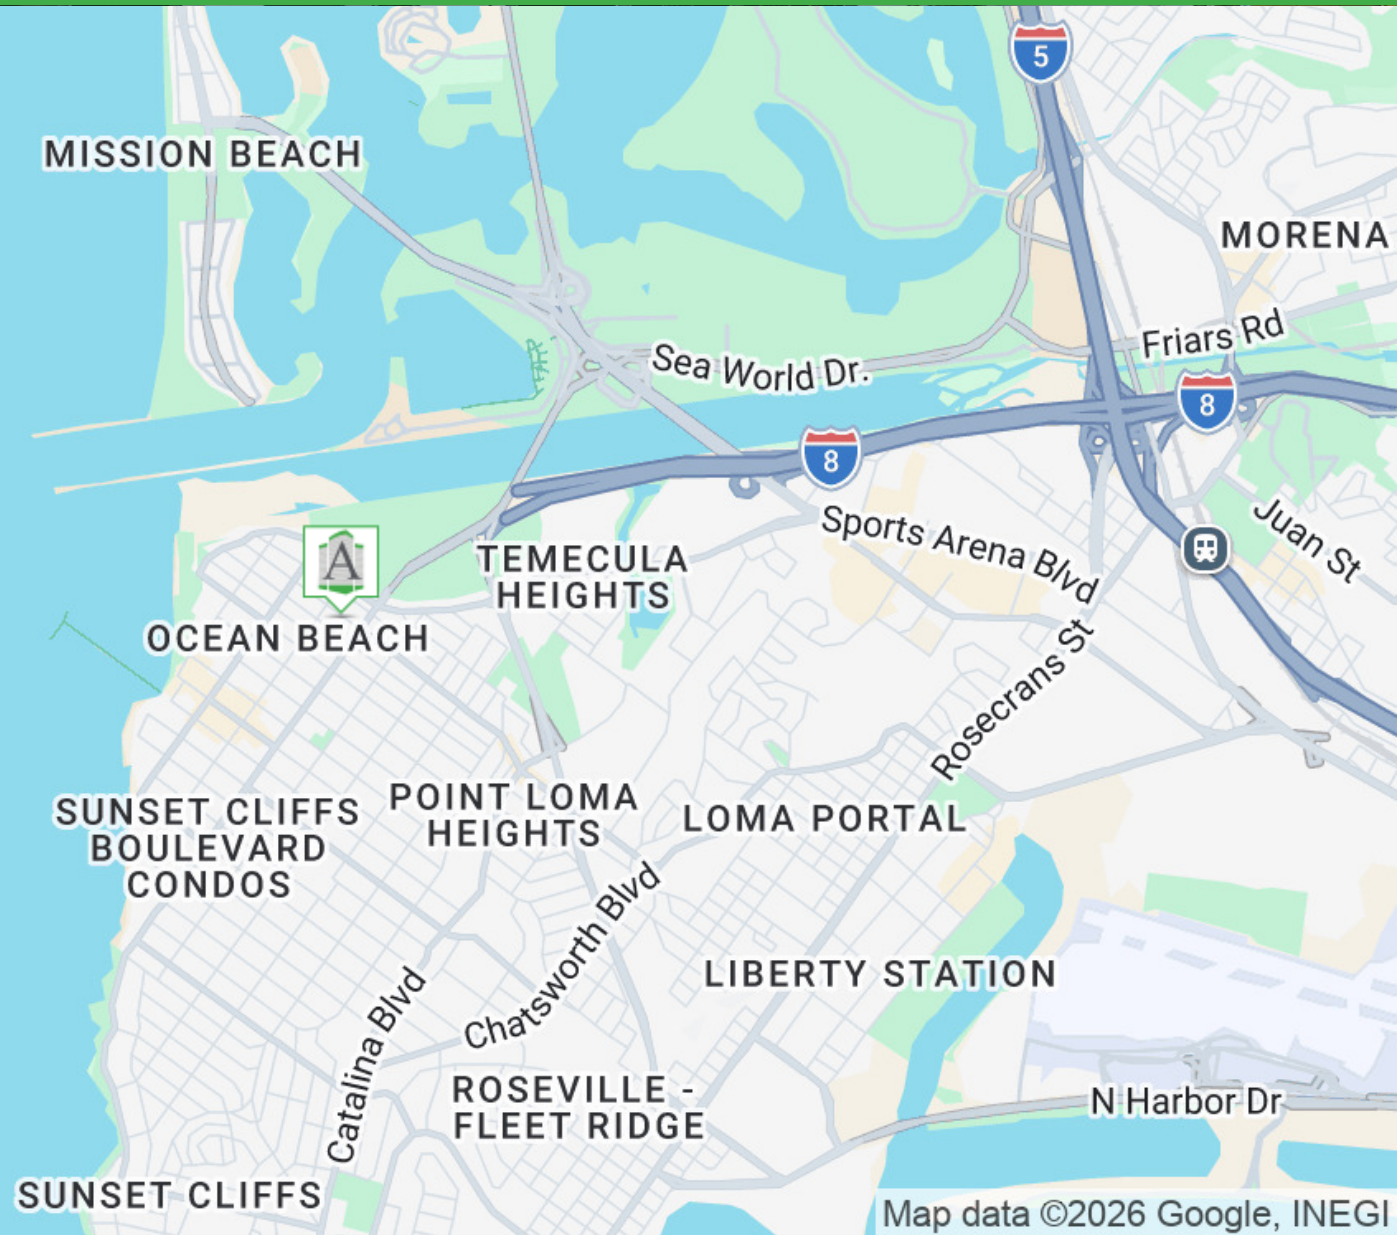 5
MISSION BEACH
MORENA
Friars Rd
Sea World Dr.
8
8
Sports Arena Blvd
Juan St
A
TEMECULA
HEIGHTS
OCEAN BEACH
Rosecrans St
SUNSET CLIFFS
BOULEVARD
CONDOS
POINT LOMA
HEIGHTS
LOMA PORTAL
Chatsworth Blvd
LIBERTY STATION
Catalina Blvd
ROSEVILLE -
FLEET RIDGE
N Harbor Dr
SUNSET CLIFFS
Map data ©2026 Google, INEGI